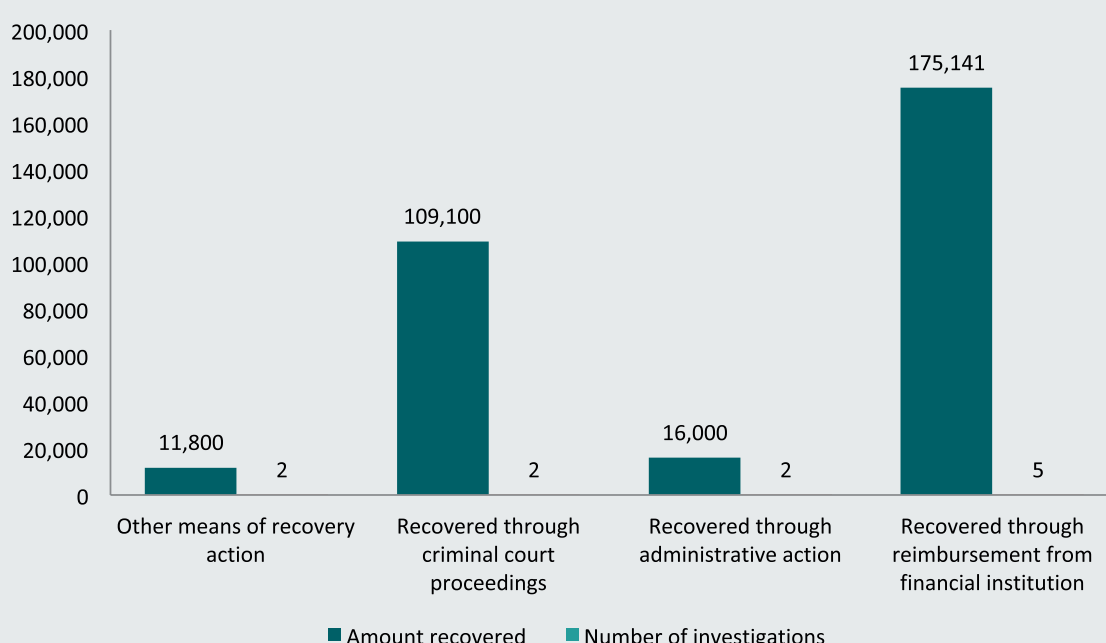 200,000
180,000
160,000
140,000
120,000
100,000
80,000
60,000
40,000
20,000
0
11,800
2
109,100
2
16,000
2
175,141
5
Other means of recovery
action
Recovered through
criminal court
proceedings
Recovered through
administrative action
Recovered through
reimbursement from
financial institution
Amount recovered
Number of investigations